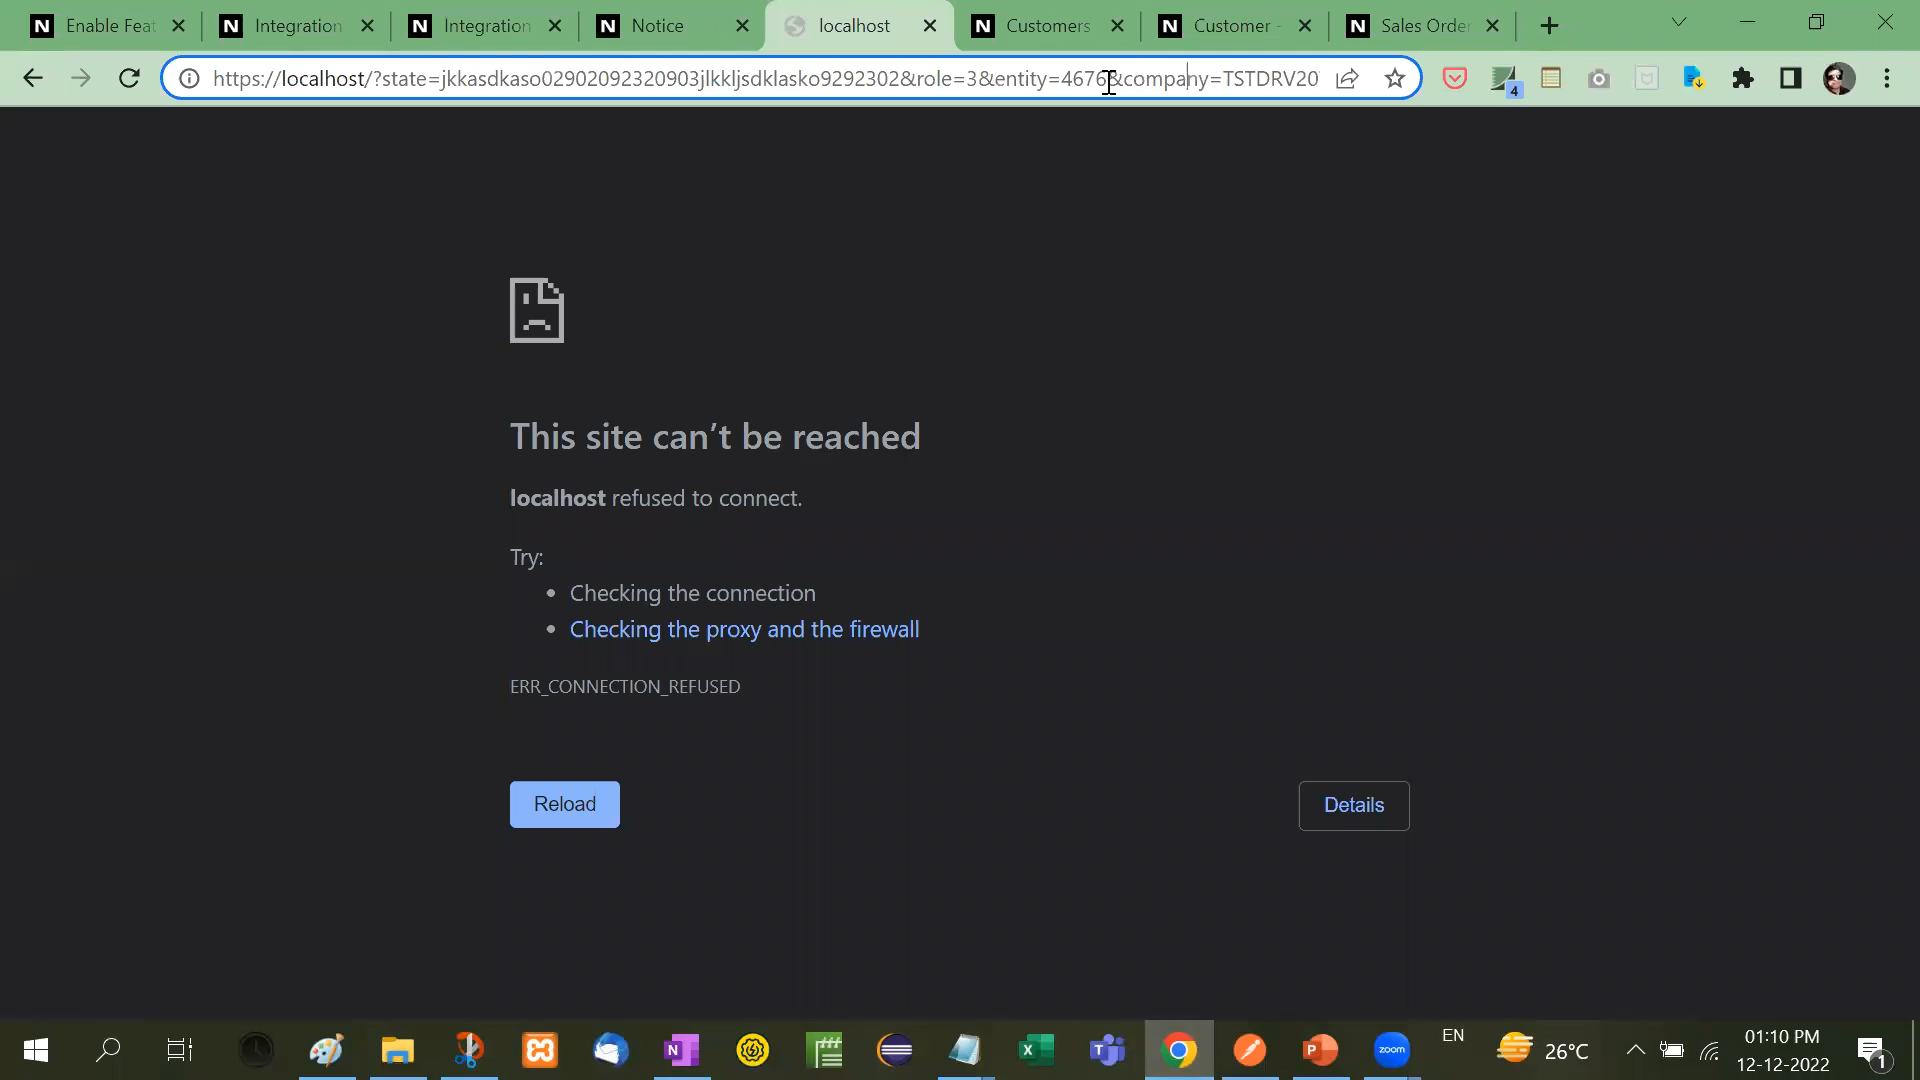 Enable Feat
Integration
Integration
Notice
localhost
Customers
Customer -
Sales Order
https://localhost/?state=jkkasdkaso02902092320903jlkkljsdklasko9292302&role=3&entity=4676&company=TSTDRV20
4
This site can't be reached
localhost refused to connect.
Try:
• Checking the connection
• Checking the proxy and the firewall
ERR_CONNECTION_REFUSED
Reload
Details
zoom
EN
26°C
01:10 PM
12-12-2022
1